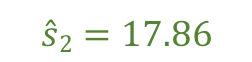 ŝ₂ = 17.86